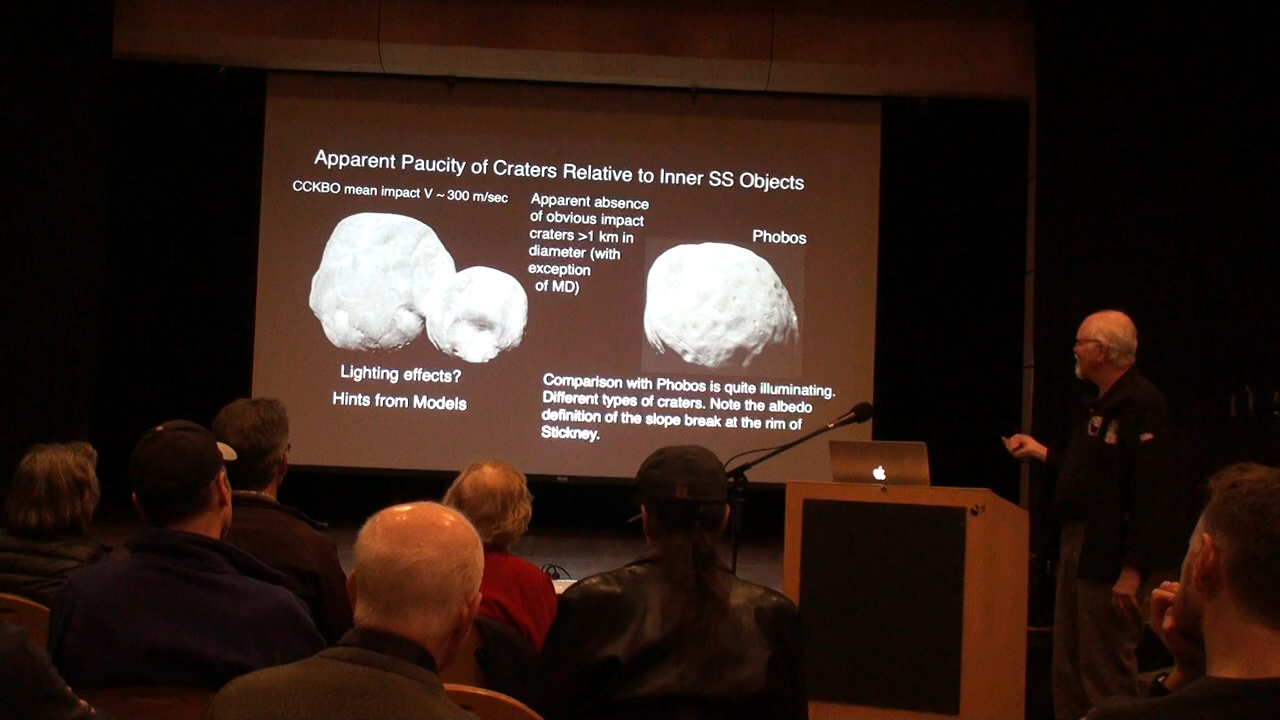 Apparent Paucity of Craters Relative to Inner SS Objects
CCKBO mean impact V ~ 300 m/sec
Apparent absence
of obvious impact
craters >1 km in
diameter (with
exception
of MD)
Phobos
Lighting effects?
Hints from Models
Comparison with Phobos is quite illuminating.
Different types of craters. Note the albedo
definition of the slope break at the rim of
Stickney.